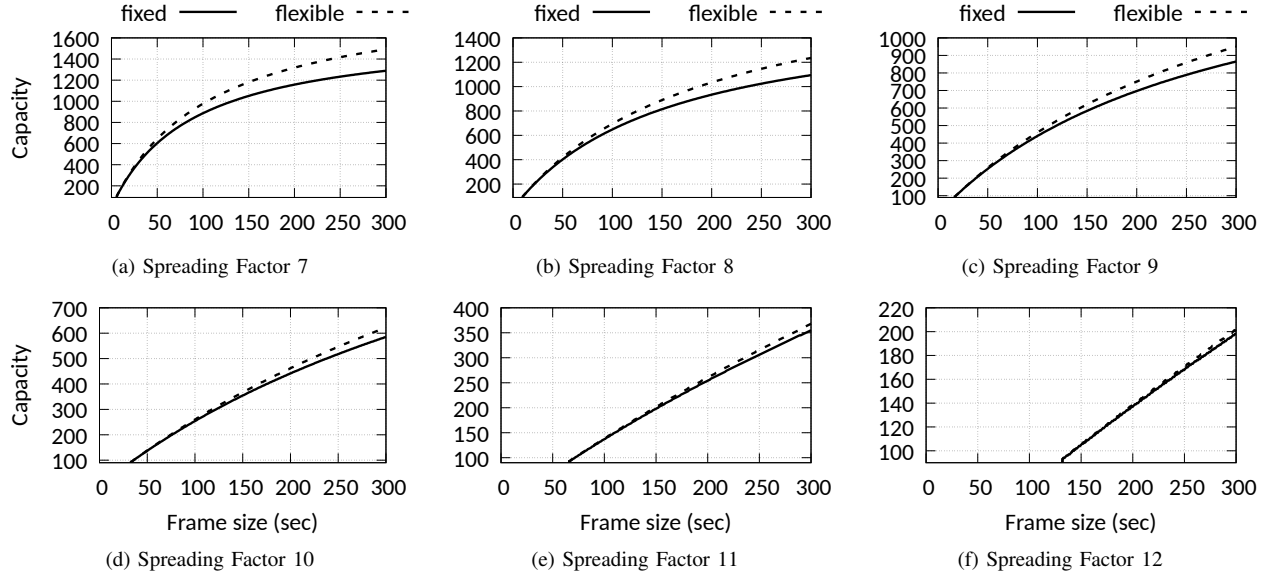 fixed flexible fixed flexible fixed flexible
1600 1400 1200 1000 800 600 400 200
Capacity
0 50 100 150 200 250 300
(a) Spreading Factor 7
1400 1200 1000 800 600 400 200
0 50 100 150 200 250 300
(b) Spreading Factor 8
1000 900 800 700 600 500 400 300 200 100
0 50 100 150 200 250 300
(c) Spreading Factor 9
700 600 500 400 300 200 100
Capacity
0 50 100 150 200 250 300
Frame size (sec)
(d) Spreading Factor 10
400 350 300 250 200 150 100
0 50 100 150 200 250 300
Frame size (sec)
(e) Spreading Factor 11
220 200 180 160 140 120 100
0 50 100 150 200 250 300
Frame size (sec)
(f) Spreading Factor 12